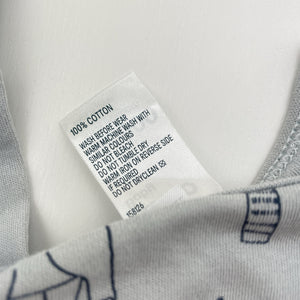 100% COTTON
WASH BEFORE WEAR
WARM MACHINE WASH WITH
SIMILAR COLOURS
DO NOT BLEACH
DO NOT TUMBLE DRY
WARM IRON ON REVERSE SIDE
IF REQUIRED
DO NOT DRYCLEAN
158126